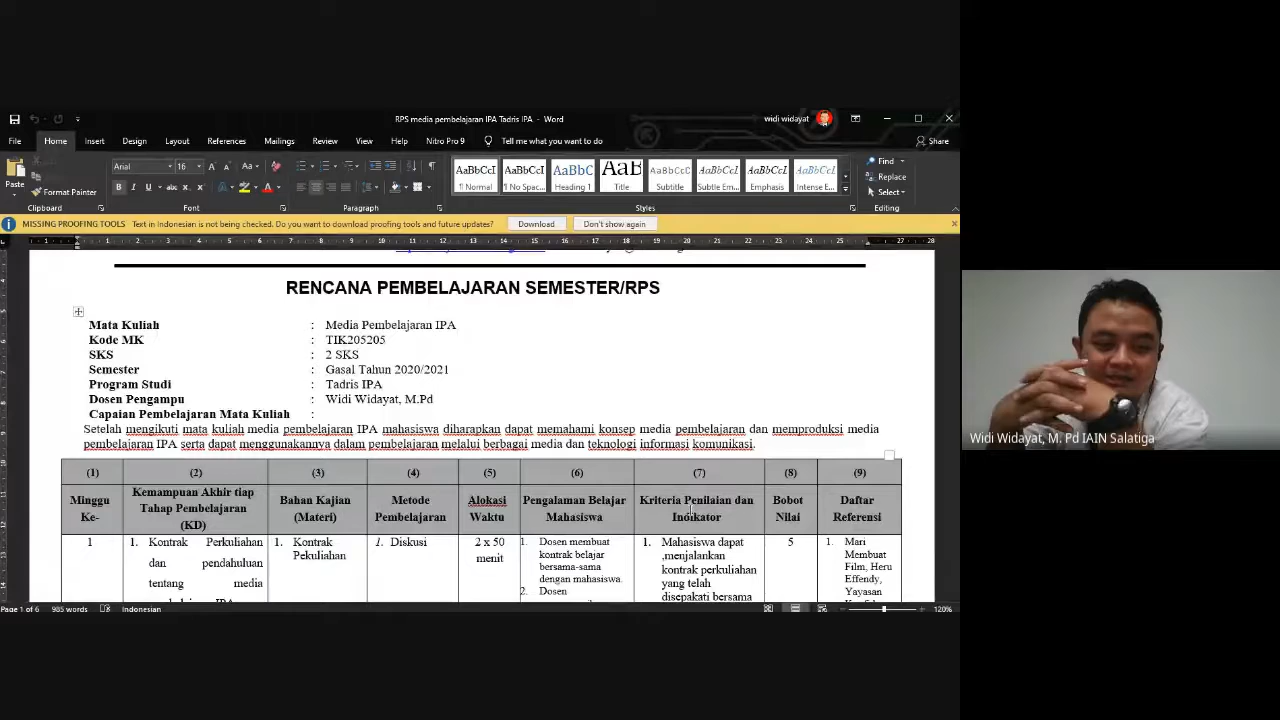 RPS media pembelajaran IPA Tadris IPA - Word
widi widayat
File Home Insert Design Layout References Mailings Review View Help Nitro Pro 9 Tell me what you want to do Share
Paste
Format Painter
Clipboard
Arial 16
Font
Paragraph
AaBbCcI AaBbCcI AaBbC AaB AaBbCcC AaBbCcI AaBbCcI AaBbCcI
¶ Normal ¶ No Spac... Heading 1 Title Subtitle Subtle Em... Emphasis Intense E...
Styles
Find
Replace
Select
Editing
MISSING PROOFING TOOLS Text in Indonesian is not being checked. Do you want to download proofing tools and future updates? Download Don't show again
RENCANA PEMBELAJARAN SEMESTER/RPS
Mata Kuliah : Media Pembelajaran IPA
Kode MK : TIK205205
SKS : 2 SKS
Semester : Gasal Tahun 2020/2021
Program Studi : Tadris IPA
Dosen Pengampu : Widi Widayat, M.Pd
Capaian Pembelajaran Mata Kuliah :
Setelah mengikuti mata kuliah media pembelajaran IPA mahasiswa diharapkan dapat memahami konsep media pembelajaran dan memproduksi media
pembelajaran IPA serta dapat menggunakannya dalam pembelajaran melalui berbagai media dan teknologi informasi komunikasi.
(1) (2) (3) (4) (5) (6) (7) (8) (9)
Minggu Ke-
Kemampuan Akhir tiap
Tahap Pembelajaran
(KD)
Bahan Kajian
(Materi)
Metode
Pembelajaran
Alokasi
Waktu
Pengalaman Belajar
Mahasiswa
Kriteria Penilaian dan
Indikator
Bobot
Nilai
Daftar
Referensi
1
1. Kontrak Perkuliahan
dan pendahuluan
tentang media
1. Kontrak
Pekuliahan
1. Diskusi
2 x 50
menit
1. Dosen membuat
kontrak belajar
bersama-sama
dengan mahasiswa.
2. Dosen
1. Mahasiswa dapat
,menjalankan
kontrak perkuliahan
yang telah
disepakati bersama
5
1. Mari
Membuat
Film, Heru
Effendy,
Yayasan
Page 1 of 6 985 words Indonesian 120%
Widi Widayat, M. Pd IAIN Salatiga